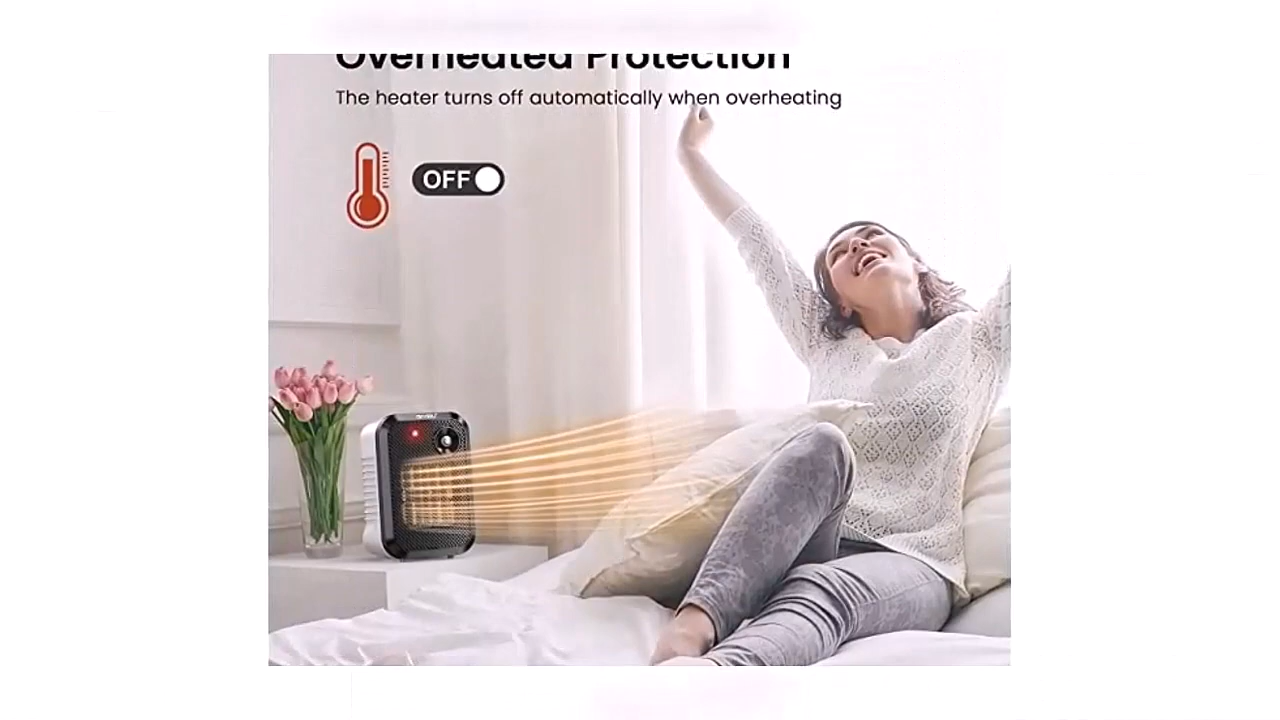 Overheated Protection
The heater turns off automatically when overheating
OFF